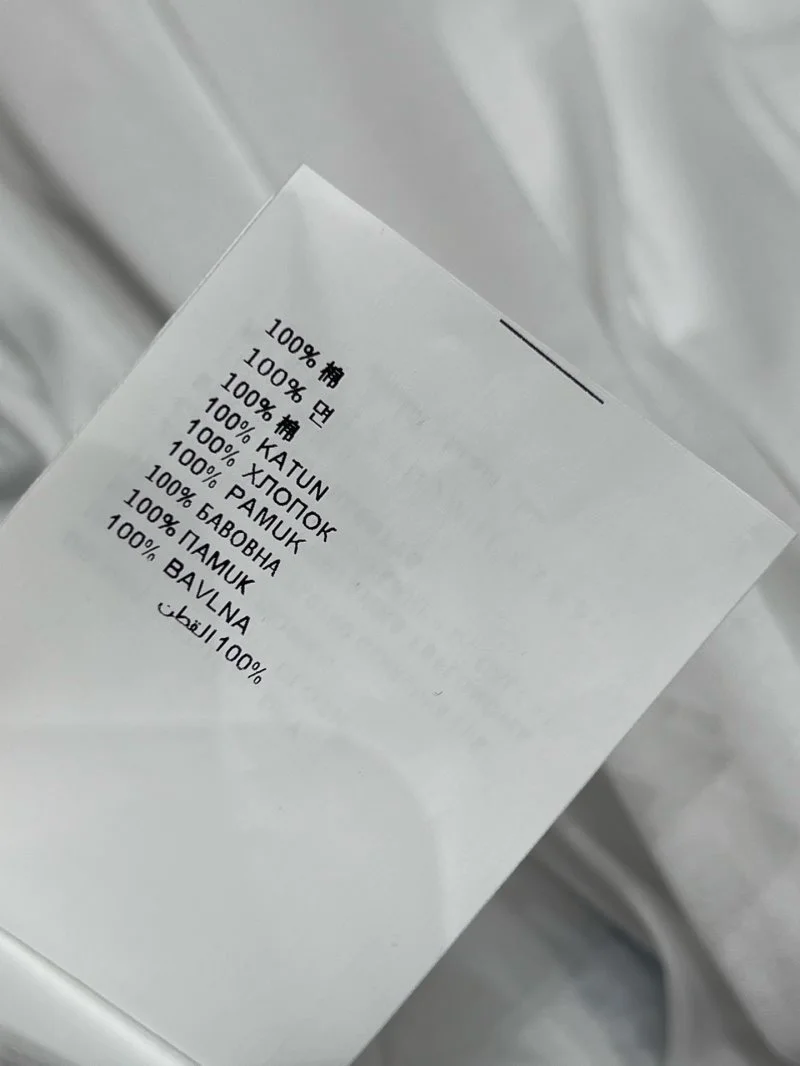 100% 棉
100% 면
100% 棉
100% KATUN
100% ХЛОПОК
100% PAMUK
100% БАВОВНА
100% ПАМУК
100% BAVLNA
100% القطن